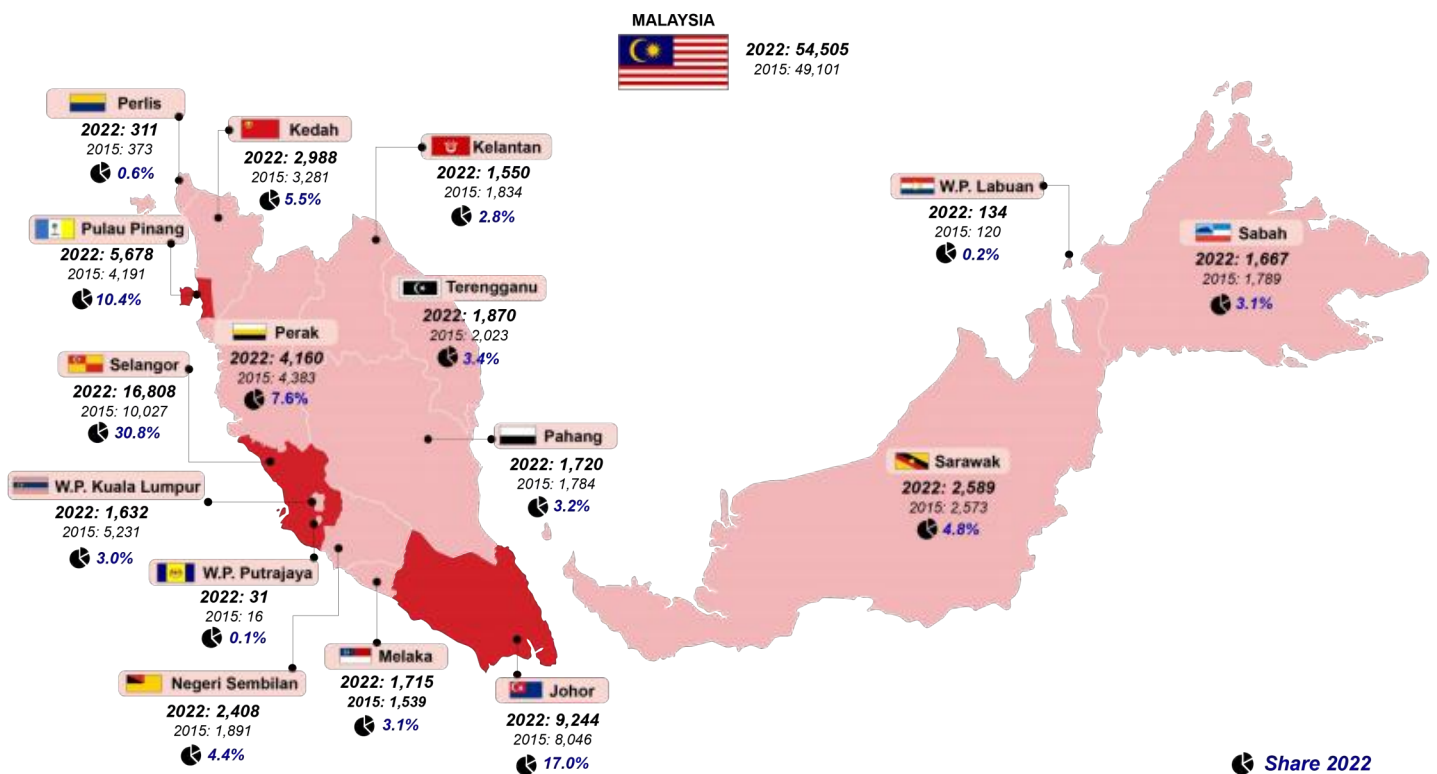 MALAYSIA
2022: 54,505
2015: 49,101
Perlis
2022: 311
2015: 373
0.6%
Kedah
2022: 2,988
2015: 3,281
5.5%
Kelantan
2022: 1,550
2015: 1,834
2.8%
W.P. Labuan
2022: 134
2015: 120
0.2%
Sabah
2022: 1,667
2015: 1,789
3.1%
Pulau Pinang
2022: 5,678
2015: 4,191
10.4%
Terengganu
2022: 1,870
2015: 2,023
3.4%
Perak
2022: 4,160
2015: 4,383
7.6%
Selangor
2022: 16,808
2015: 10,027
30.8%
Pahang
2022: 1,720
2015: 1,784
3.2%
Sarawak
2022: 2,589
2015: 2,573
4.8%
W.P. Kuala Lumpur
2022: 1,632
2015: 5,231
3.0%
W.P. Putrajaya
2022: 31
2015: 16
0.1%
Melaka
2022: 1,715
2015: 1,539
3.1%
Negeri Sembilan
2022: 2,408
2015: 1,891
4.4%
Johor
2022: 9,244
2015: 8,046
17.0%
Share 2022